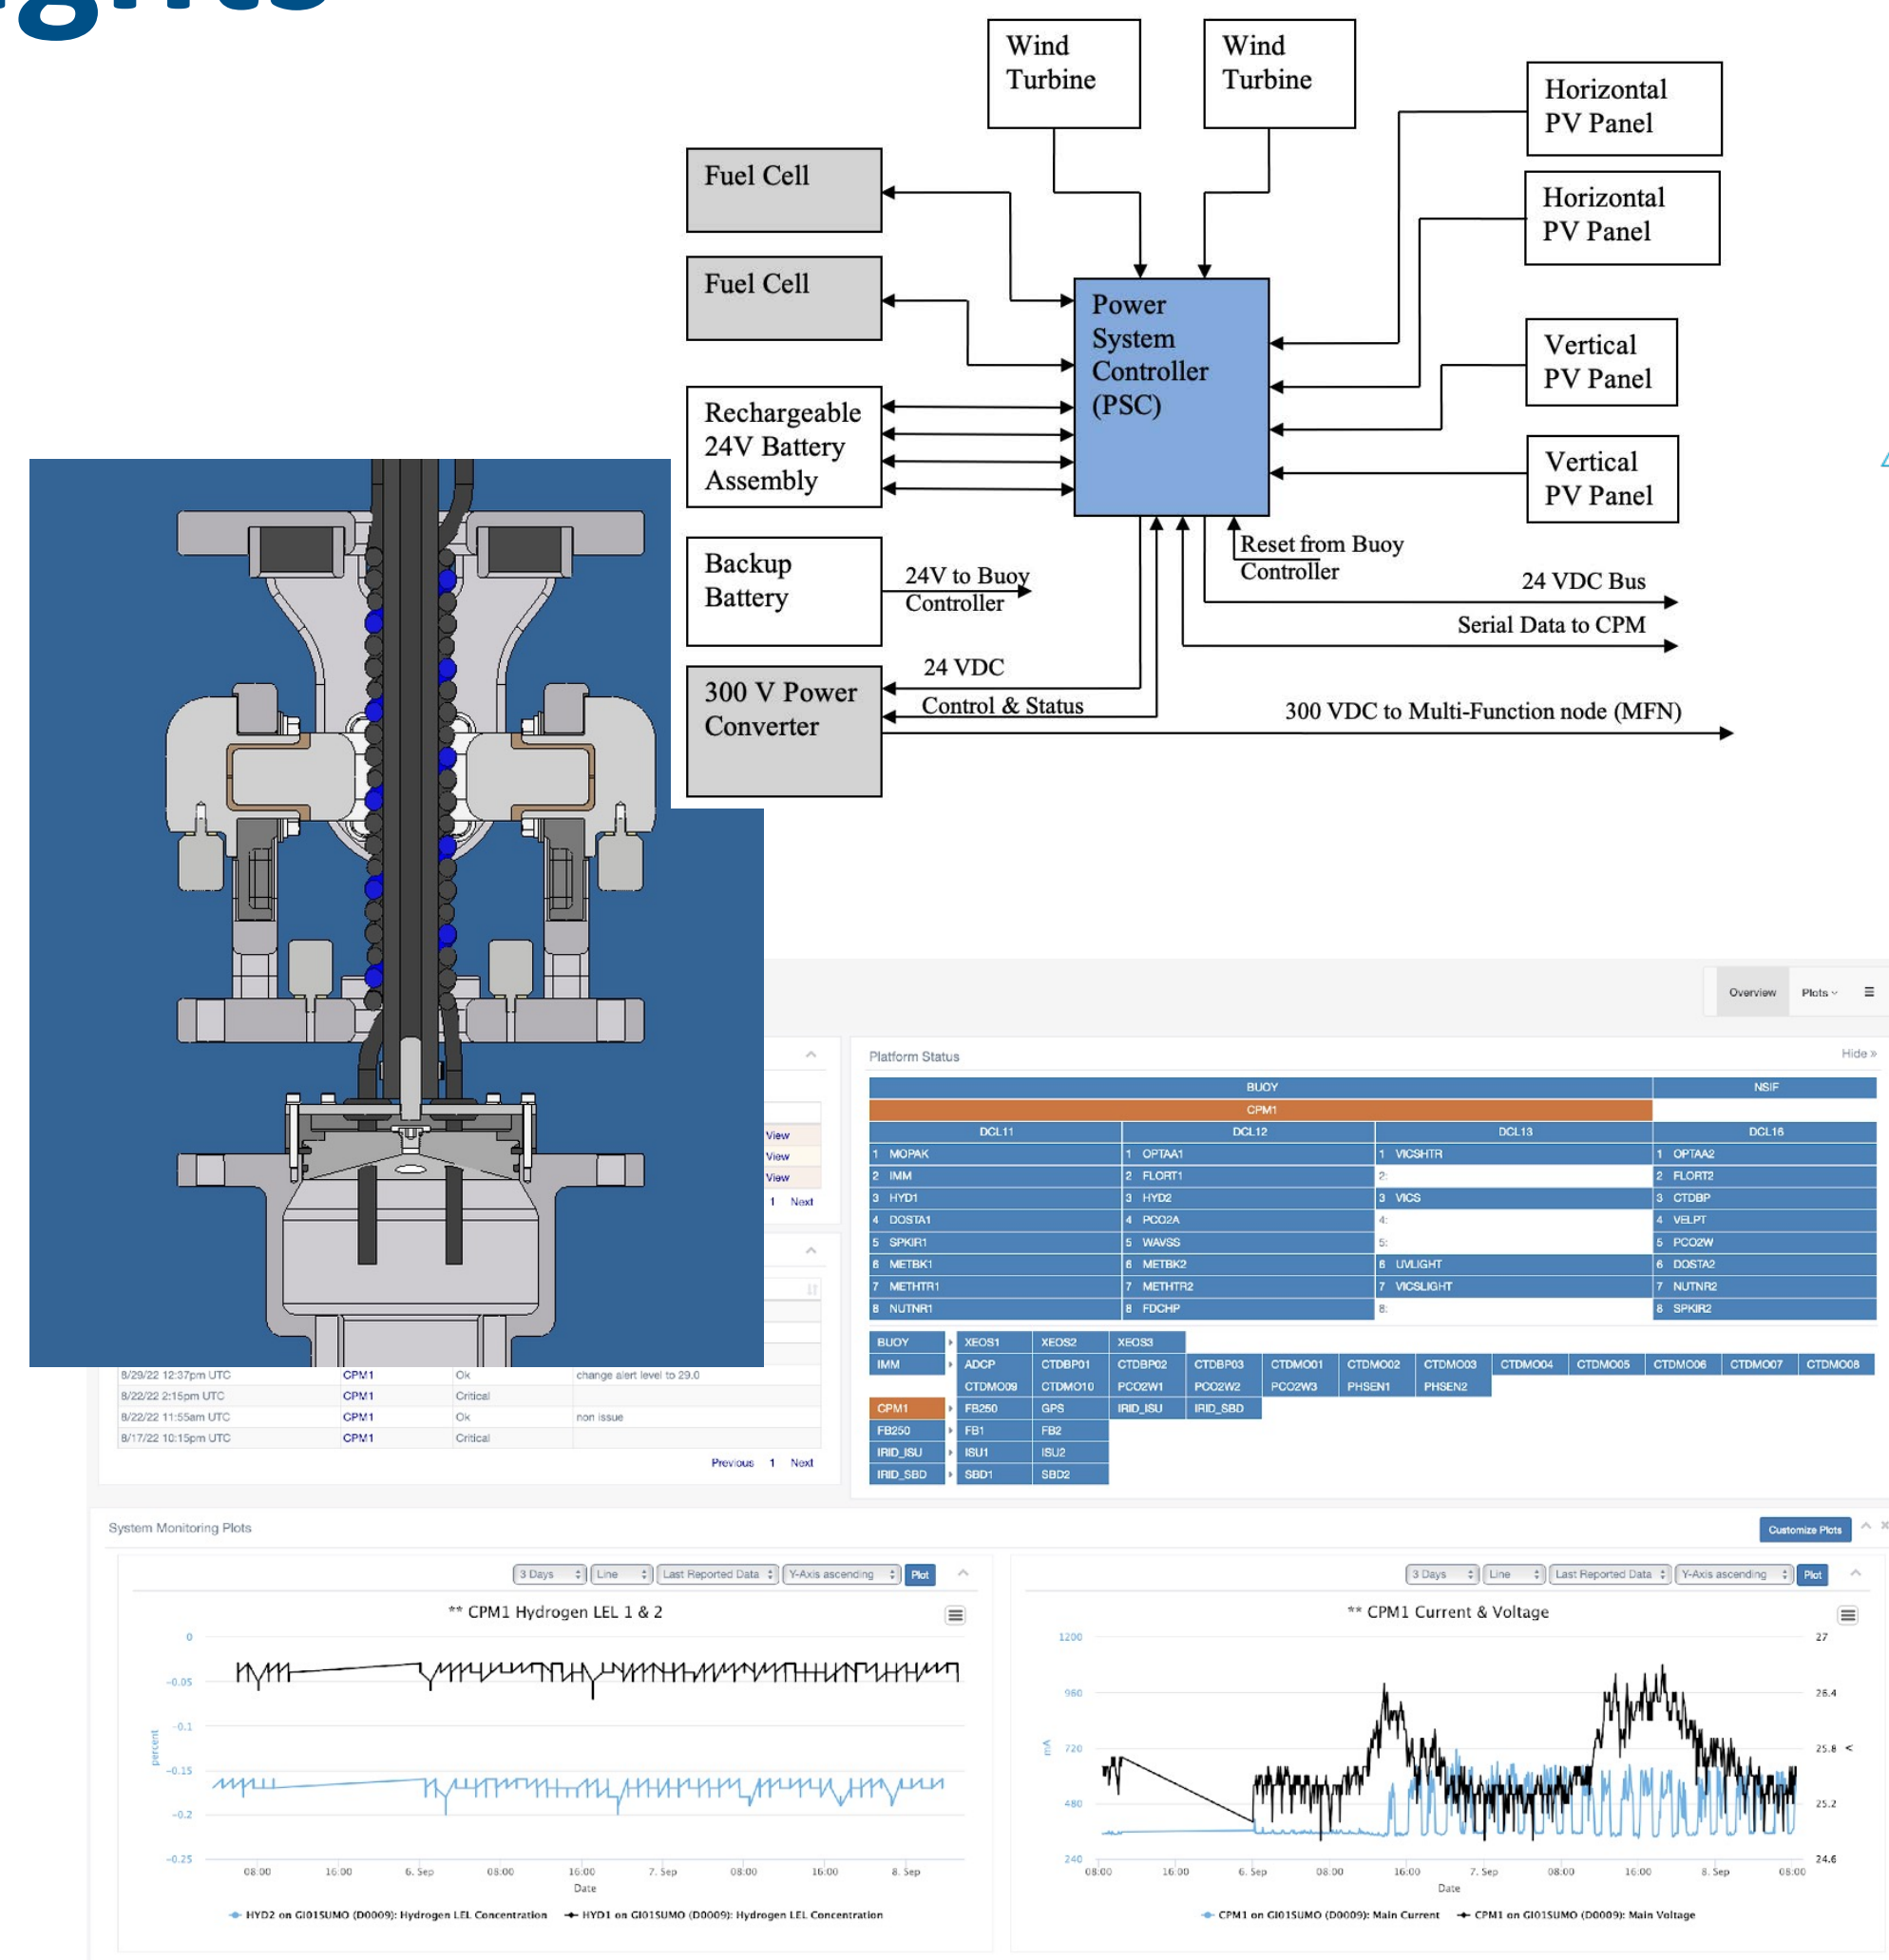 Wind
Turbine
Wind
Turbine
Horizontal
PV Panel
Fuel Cell
Horizontal
PV Panel
Fuel Cell
Power
System
Controller
(PSC)
Vertical
PV Panel
Rechargeable
24V Battery
Assembly
Vertical
PV Panel
Reset from Buoy
Controller
Backup
Battery
24V to Buoy
Controller
24 VDC Bus
Serial Data to CPM
24 VDC
300 V Power
Converter
Control & Status
300 VDC to Multi-Function node (MFN)
Overview Plots
View
View
View
1 Next
8/29/22 12:37pm UTC CPM1 Ok change alert level to 29.0
8/22/22 2:15pm UTC CPM1 Critical
8/22/22 11:55am UTC CPM1 Ok non issue
8/17/22 10:15pm UTC CPM1 Critical
Previous 1 Next
Platform Status Hide »
BUOY NSIF
CPM1
DCL11 DCL12 DCL13 DCL16
1 MOPAK 1 OPTAA1 1 VICSHTR 1 OPTAA2
2 IMM 2 FLORT1 2: 2 FLORT2
3 HYD1 3 HYD2 3 VICS 3 CTDBP
4 DOSTA1 4 PCO2A 4: 4 VELPT
5 SPKIR1 5 WAVSS 5: 5 PCO2W
6 METBK1 6 METBK2 6 UVLIGHT 6 DOSTA2
7 METHTR1 7 METHTR2 7 VICSLIGHT 7 NUTNR2
8 NUTNR1 8 FDCHP 8: 8 SPKIR2
BUOY XEOS1 XEOS2 XEOS3
IMM ADCP CTDBP01 CTDBP02 CTDBP03 CTDMO01 CTDMO02 CTDMO03 CTDMO04 CTDMO05 CTDMO06 CTDMO07 CTDMO08
CTDMO09 CTDMO10 PCO2W1 PCO2W2 PCO2W3 PHSEN1 PHSEN2
CPM1 FB250 GPS IRID_ISU IRID_SBD
FB250 FB1 FB2
IRID_ISU ISU1 ISU2
IRID_SBD SBD1 SBD2
System Monitoring Plots Customize Plots
3 Days Line Last Reported Data Y-Axis ascending Plot
** CPM1 Hydrogen LEL 1 & 2
0
-0.05
-0.1
-0.15
-0.2
-0.25
percent
08:00 16:00 6. Sep 08:00 16:00 7. Sep 08:00 16:00 8. Sep
Date
HYD2 on GI01SUMO (D0009): Hydrogen LEL Concentration HYD1 on GI01SUMO (D0009): Hydrogen LEL Concentration
3 Days Line Last Reported Data Y-Axis ascending Plot
** CPM1 Current & Voltage
1200 27
960 26.4
720 25.8
480 25.2
240 24.6
mA V
08:00 16:00 6. Sep 08:00 16:00 7. Sep 08:00 16:00 8. Sep 08:00
Date
CPM1 on GI01SUMO (D0009): Main Current CPM1 on GI01SUMO (D0009): Main Voltage